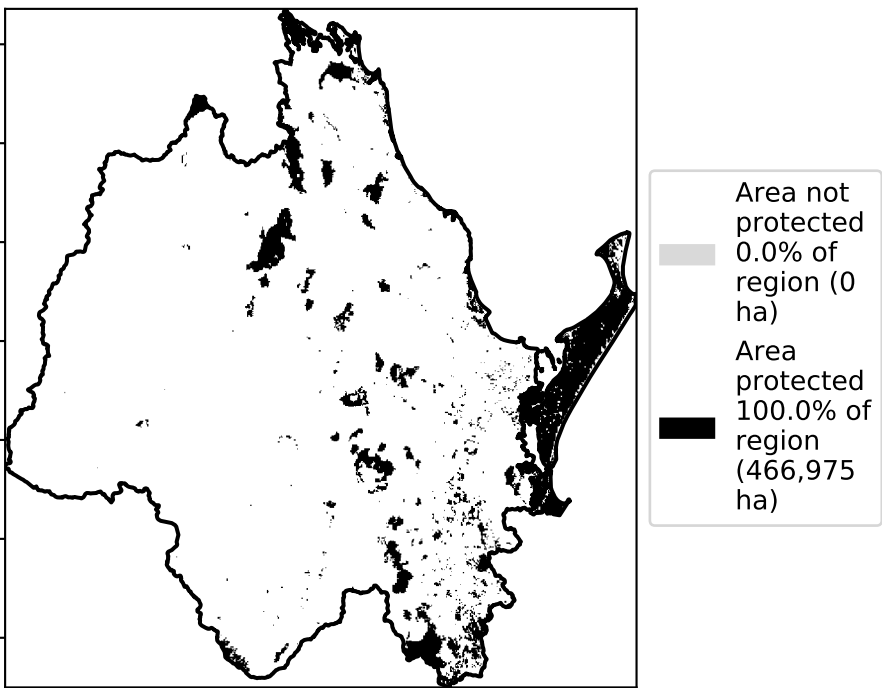 Area not
protected
0.0% of
region (0
ha)
Area
protected
100.0% of
region
(466,975
ha)